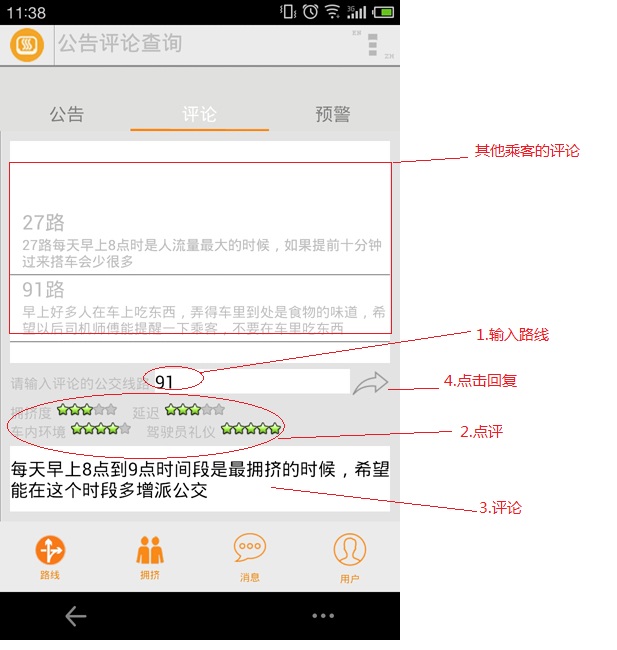 11:38
3G
公告评论查询
公告
评论
预警
其他乘客的评论
27路
27路每天早上8点时是人流量最大的时候，如果提前十分钟
过来搭车会少很多
91路
早上好多人在车上吃东西，弄得车里到处是食物的味道，希
望以后司机师傅能提醒一下乘客，不要在车里吃东西
1.输入路线
请输入评论的公交线路
91
4.点击回复
拥挤度
延迟
车内环境
驾驶员礼仪
2.点评
每天早上8点到9点时间段是最拥挤的时候，希望
能在这个时段多增派公交
3.评论
路线
拥挤
消息
用户